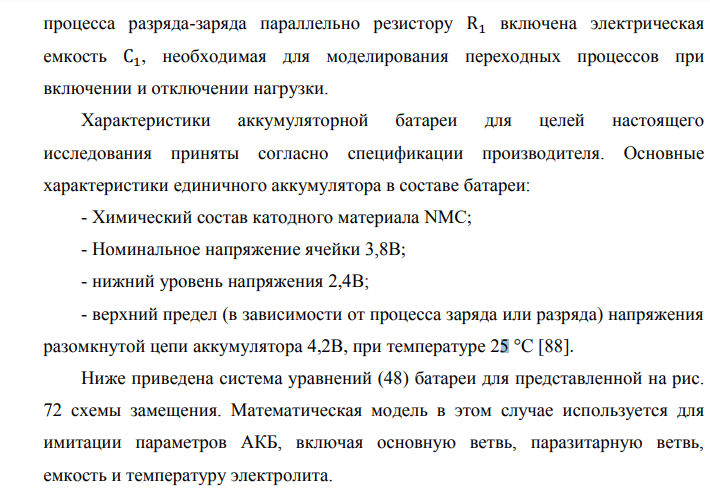 процесса разряда-заряда параллельно резистору R₁ включена электрическая
емкость C₁, необходимая для моделирования переходных процессов при
включении и отключении нагрузки.
Характеристики аккумуляторной батареи для целей настоящего
исследования приняты согласно спецификации производителя. Основные
характеристики единичного аккумулятора в составе батареи:
- Химический состав катодного материала NMC;
- Номинальное напряжение ячейки 3,8В;
- нижний уровень напряжения 2,4В;
- верхний предел (в зависимости от процесса заряда или разряда) напряжения
разомкнутой цепи аккумулятора 4,2В, при температуре 25 °С [88].
Ниже приведена система уравнений (48) батареи для представленной на рис.
72 схемы замещения. Математическая модель в этом случае используется для
имитации параметров АКБ, включая основную ветвь, паразитарную ветвь,
емкость и температуру электролита.